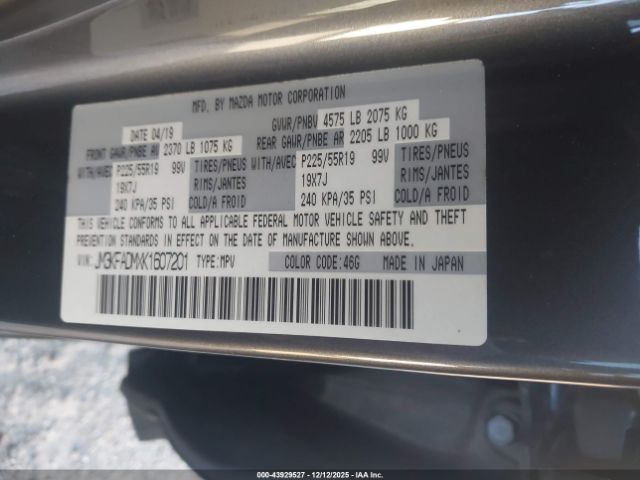 MFD. BY MAZDA MOTOR CORPORATION
DATE 04/19 GVWR/PNBV 4575 LB 2075 KG
FRONT GAWR/PNBE AV 2370 LB 1075 KG REAR GAWR/PNBE AR 2205 LB 1000 KG
WITH/AVEC P225/55R19 99V TIRES/PNEUS WITH/AVEC P225/55R19 99V TIRES/PNEUS
19X7J RIMS/JANTES 19X7J RIMS/JANTES
240 KPA/35 PSI COLD/A FROID 240 KPA/35 PSI COLD/A FROID
THIS VEHICLE CONFORMS TO ALL APPLICABLE FEDERAL MOTOR VEHICLE SAFETY AND THEFT
PREVENTION STANDARDS IN EFFECT ON THE DATE OF MANUFACTURE SHOWN ABOVE.
VIN: JM3KFADMXK1607201 TYPE:MPV COLOR CODE:46G MADE IN JAPAN
© Copyright 43929527 - 12/12/2025 - IAA Holdings, LLC